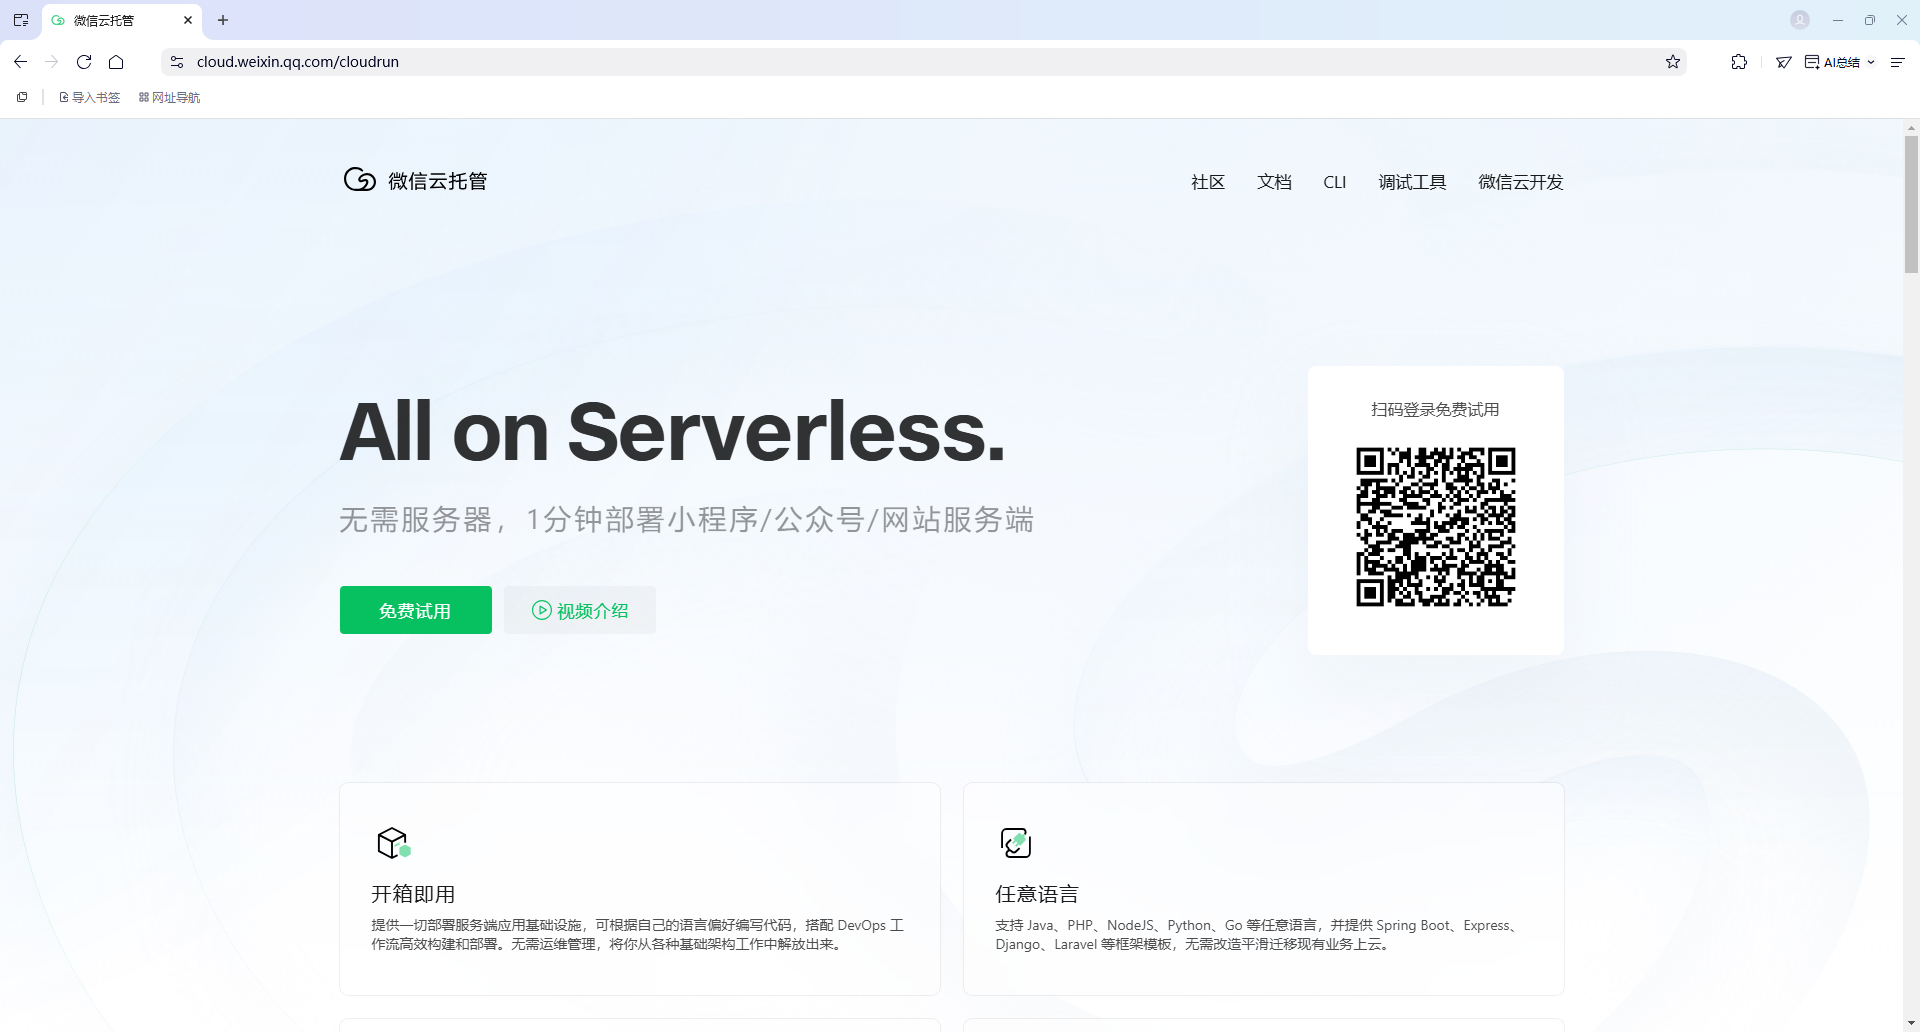 微信云托管
cloud.weixin.qq.com/cloudrun
AI总结
导入书签
网址导航
微信云托管
社区
文档
CLI
调试工具
微信云开发
All on Serverless.
无需服务器，1分钟部署小程序/公众号/网站服务端
免费试用
视频介绍
扫码登录免费试用
开箱即用
提供一切部署服务端应用基础设施，可根据自己的语言偏好编写代码，搭配 DevOps 工
作流高效构建和部署。无需运维管理，将你从各种基础架构工作中解放出来。
任意语言
支持 Java、PHP、NodeJS、Python、Go 等任意语言，并提供 Spring Boot、Express、
Django、Laravel 等框架模板，无需改造平滑迁移现有业务上云。